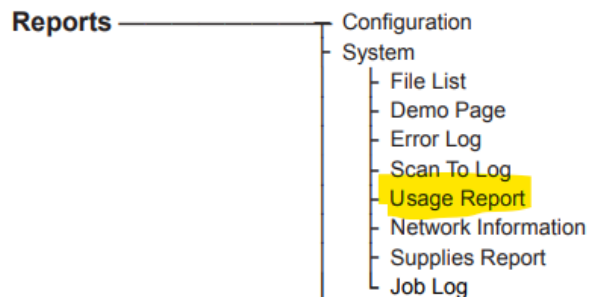 Reports
Configuration
System
File List
Demo Page
Error Log
Scan To Log
Usage Report
Network Information
Supplies Report
Job Log